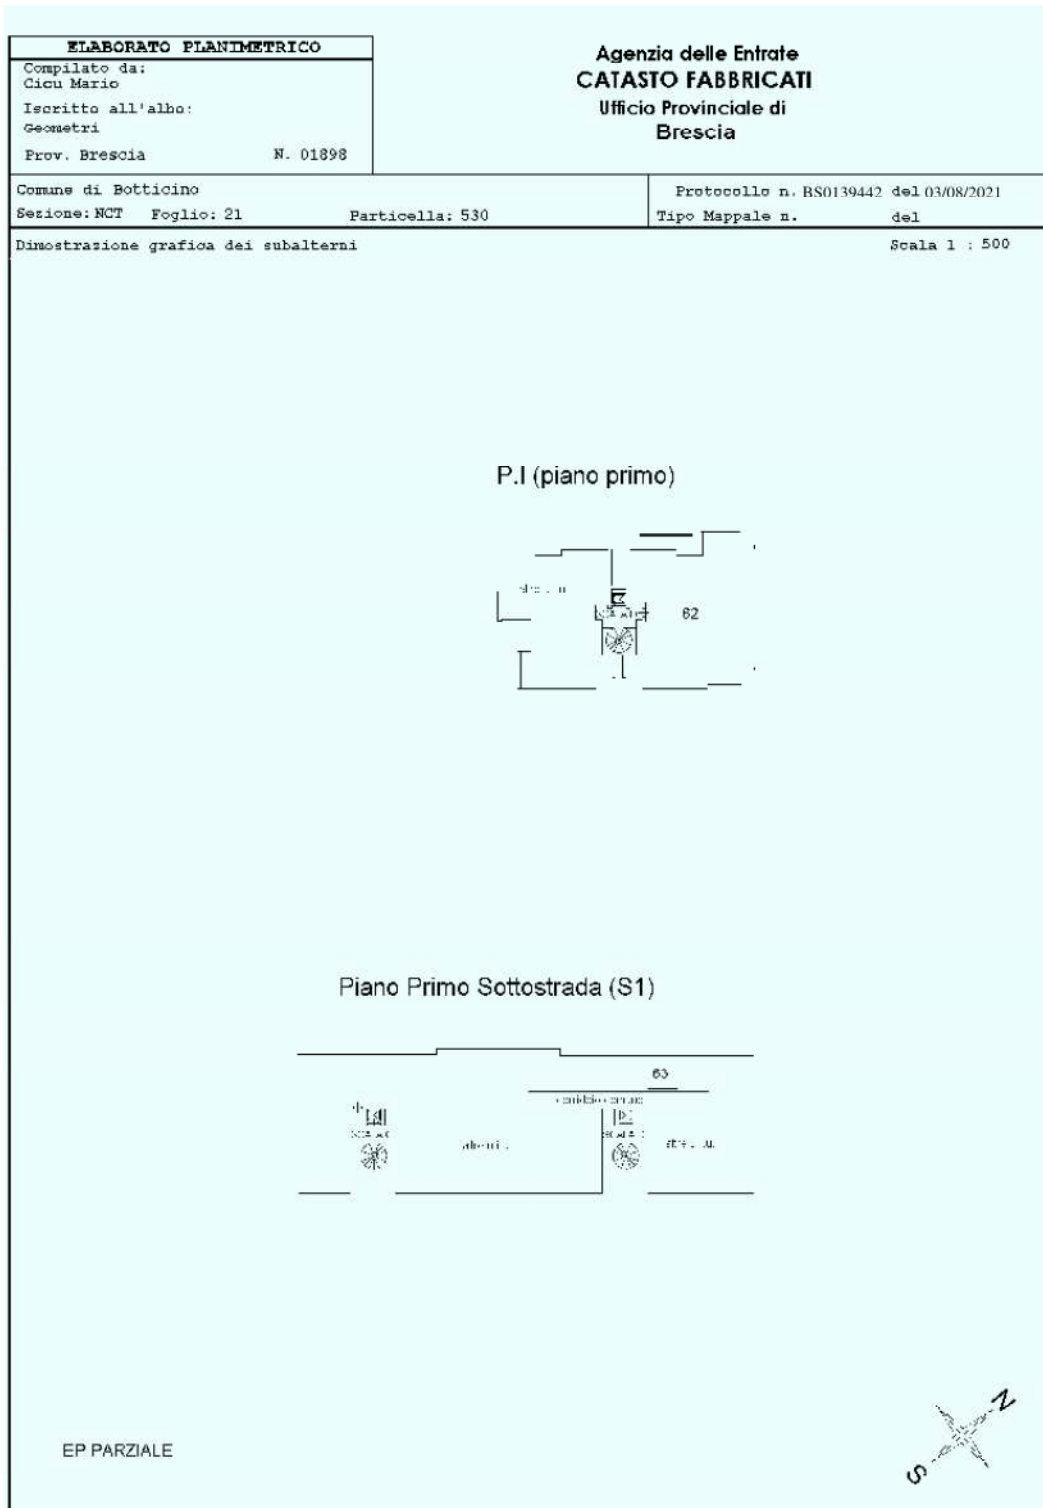 ELABORATO PLANIMETRICO
Compilato da:
Cicu Mario
Iscritto all'albo:
Geometri
Prov. Brescia N. 01898
Agenzia delle Entrate
CATASTO FABBRICATI
Ufficio Provinciale di
Brescia
Comune di Botticino
Sezione: NCT Foglio: 21 Particella: 530
Protocollo n. BS0139442 del 03/08/2021
Tipo Mappale n. del
Dimostrazione grafica dei subalterni Scala 1 : 500
P.I (piano primo)
62
Piano Primo Sottostrada (S1)
63
corridoio comune
N
S
EP PARZIALE